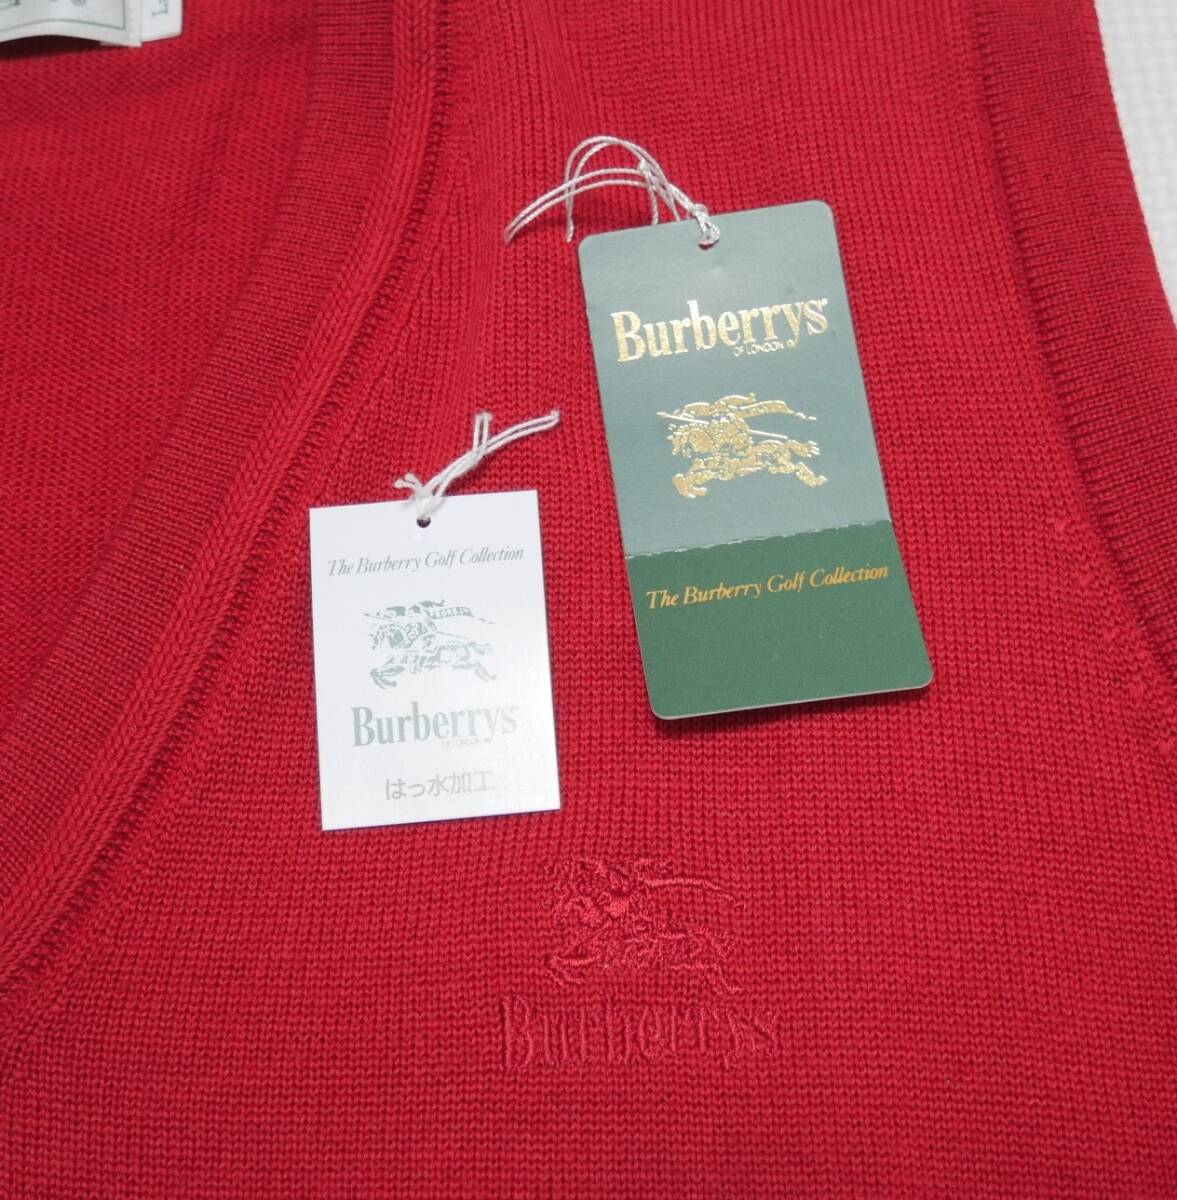 Burberrys
OF LONDON
The Burberry Golf Collection
The Burberry Golf Collection
Burberrys
OF LONDON
はっ水加工
Burberrys